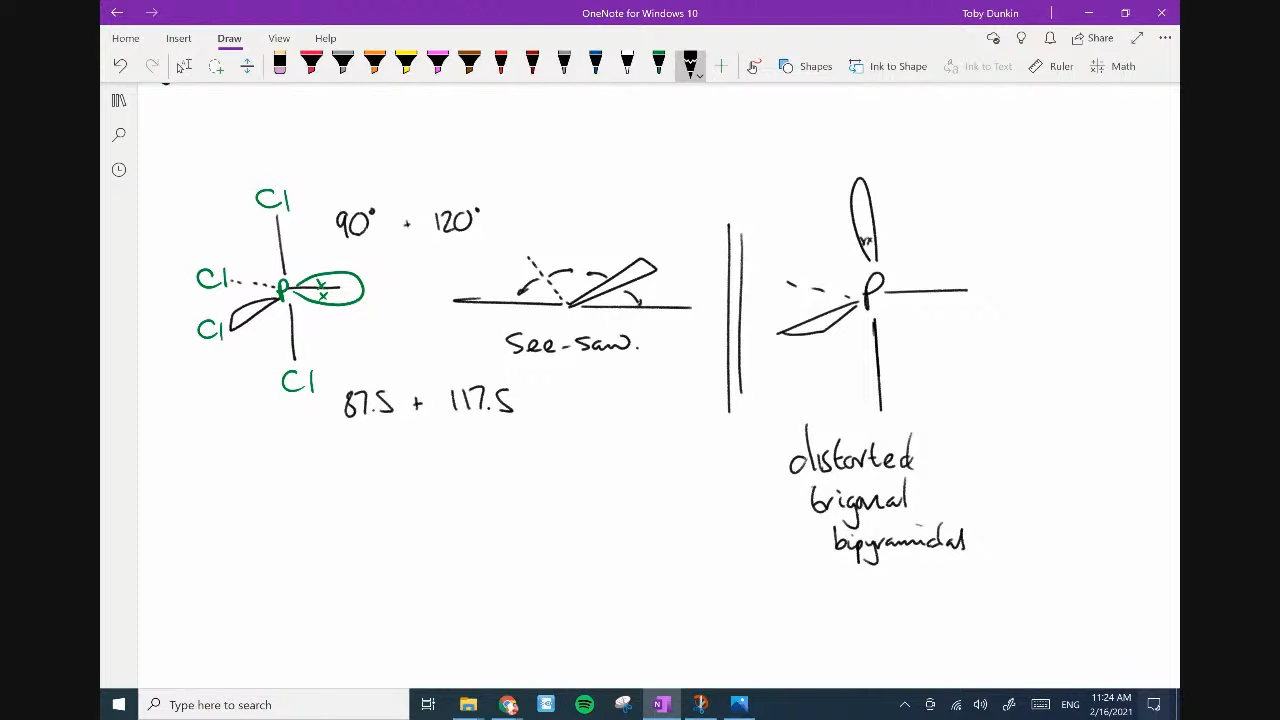 OneNote for Windows 10
Toby Dunkin
Home Insert Draw View Help
Share
Shapes
Ink to Shape
Ink to Text
Ruler
Math
Cl
90° + 120°
Cl
P
xx
Cl
Cl
See-saw.
87.5 + 117.5
xx
P
distorted
trigonal
bipyramidal
Type here to search
ENG
11:24 AM
2/16/2021